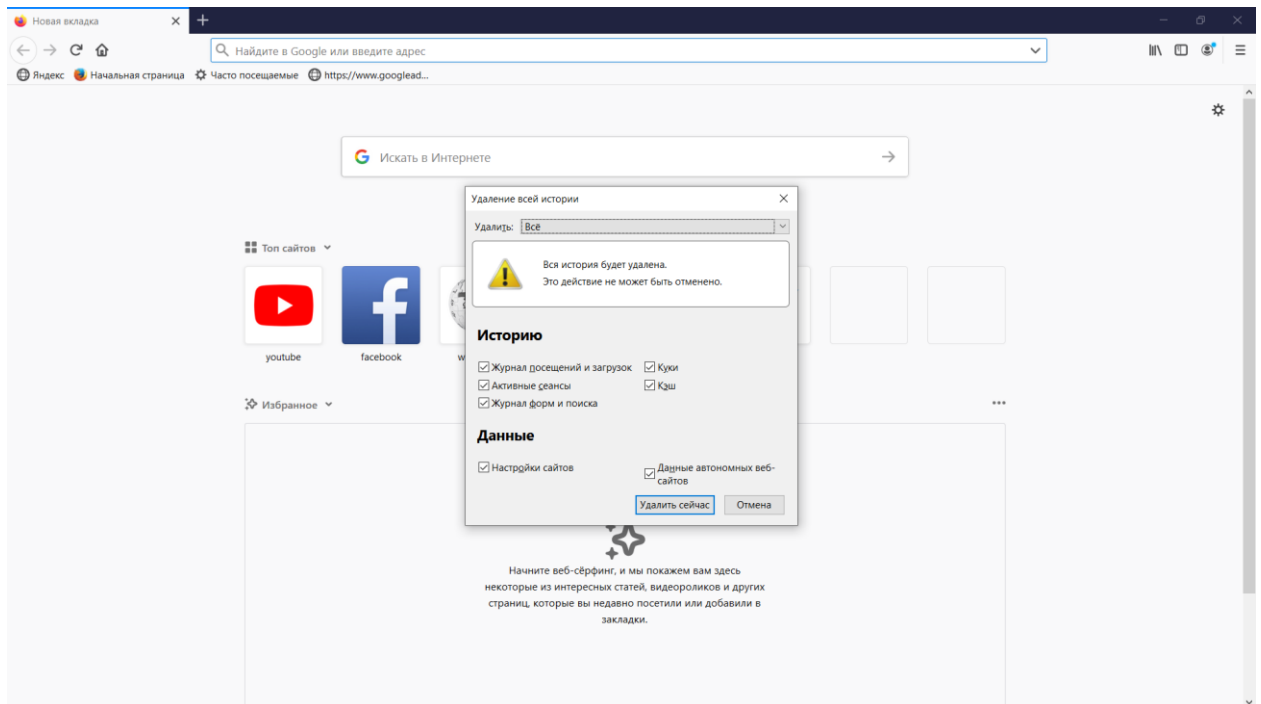 Новая вкладка
Найдите в Google или введите адрес
Яндекс Начальная страница Часто посещаемые https://www.googlead...
Искать в Интернете
Удаление всей истории
Удалить: Всё
Вся история будет удалена.
Это действие не может быть отменено.
Топ сайтов
youtube facebook
Историю
Журнал посещений и загрузок Куки
Активные сеансы Кэш
Журнал форм и поиска
Избранное
Данные
Настройки сайтов Данные автономных веб-
сайтов
Удалить сейчас Отмена
Начните веб-сёрфинг, и мы покажем вам здесь
некоторые из интересных статей, видеороликов и других
страниц, которые вы недавно посетили или добавили в
закладки.